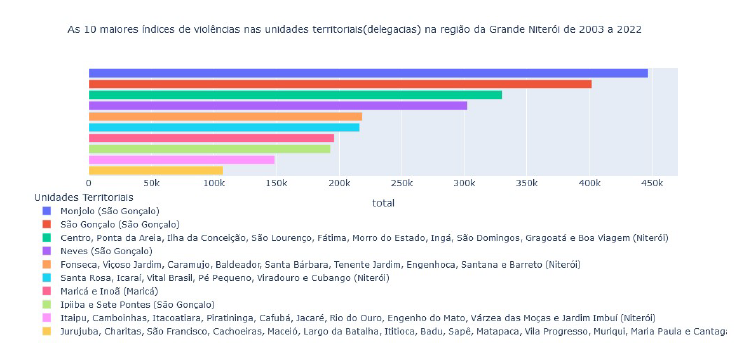 As 10 maiores índices de violências nas unidades territoriais(delegacias) na região da Grande Niterói de 2003 a 2022
0 50k 100k 150k 200k 250k 300k 350k 400k 450k
total
Unidades Territoriais
Monjolo (São Gonçalo)
São Gonçalo (São Gonçalo)
Centro, Ponta da Areia, Ilha da Conceição, São Lourenço, Fátima, Morro do Estado, Ingá, São Domingos, Gragoatá e Boa Viagem (Niterói)
Neves (São Gonçalo)
Fonseca, Viçoso Jardim, Caramujo, Baldeador, Santa Bárbara, Tenente Jardim, Engenhoca, Santana e Barreto (Niterói)
Santa Rosa, Icaraí, Vital Brasil, Pé Pequeno, Viradouro e Cubango (Niterói)
Maricá e Inoã (Maricá)
Ipiiba e Sete Pontes (São Gonçalo)
Itaipu, Camboinhas, Itacoatiara, Piratininga, Cafubá, Jacaré, Rio do Ouro, Engenho do Mato, Várzea das Moças e Jardim Imbuí (Niterói)
Jurujuba, Charitas, São Francisco, Cachoeiras, Maceió, Largo da Batalha, Ititioca, Badu, Sapê, Matapaca, Vila Progresso, Muriqui, Maria Paula e Cantaga